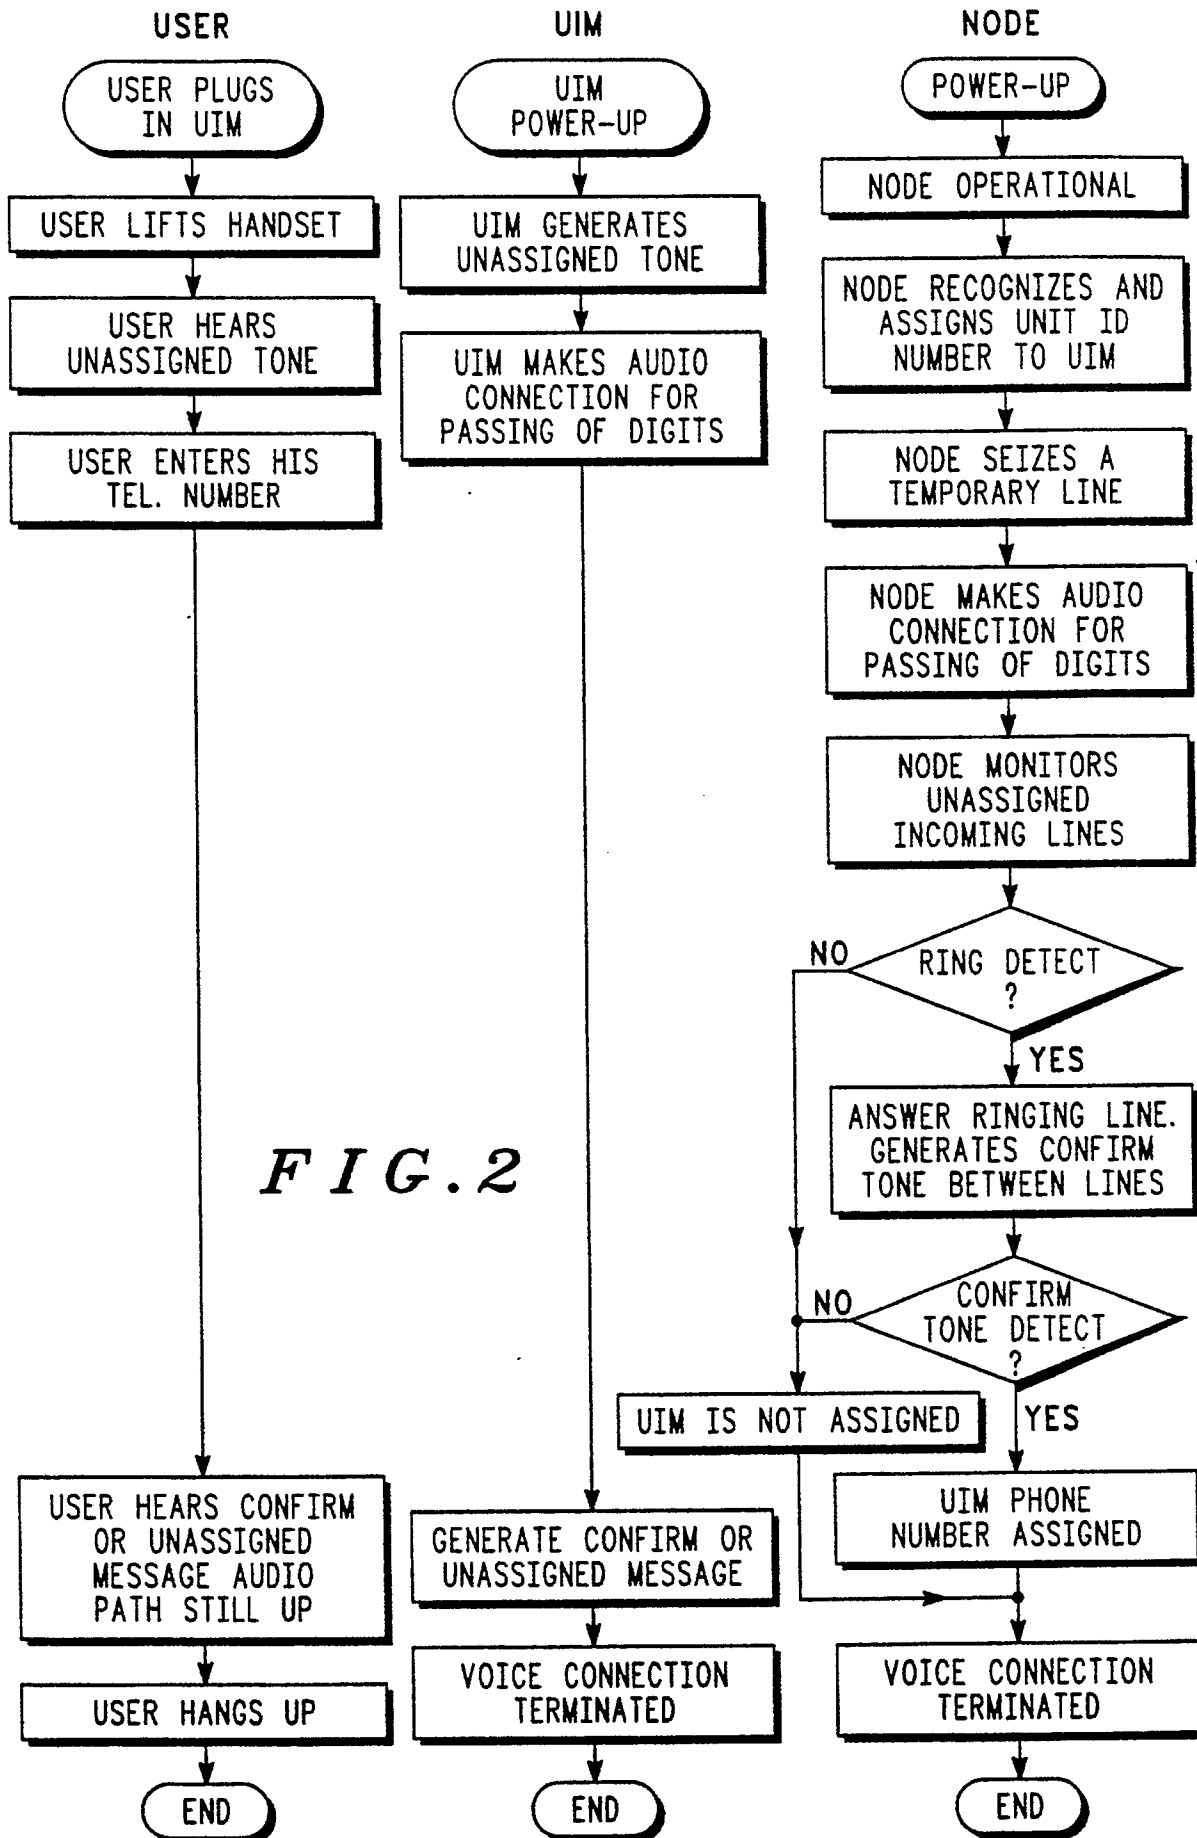 USER
USER PLUGS
IN UIM
USER LIFTS HANDSET
USER HEARS
UNASSIGNED TONE
USER ENTERS HIS
TEL. NUMBER
USER HEARS CONFIRM
OR UNASSIGNED
MESSAGE AUDIO
PATH STILL UP
USER HANGS UP
END
UIM
UIM
POWER-UP
UIM GENERATES
UNASSIGNED TONE
UIM MAKES AUDIO
CONNECTION FOR
PASSING OF DIGITS
GENERATE CONFIRM OR
UNASSIGNED MESSAGE
VOICE CONNECTION
TERMINATED
END
NODE
POWER-UP
NODE OPERATIONAL
NODE RECOGNIZES AND
ASSIGNS UNIT ID
NUMBER TO UIM
NODE SEIZES A
TEMPORARY LINE
NODE MAKES AUDIO
CONNECTION FOR
PASSING OF DIGITS
NODE MONITORS
UNASSIGNED
INCOMING LINES
RING DETECT
?
NO
YES
ANSWER RINGING LINE.
GENERATES CONFIRM
TONE BETWEEN LINES
CONFIRM
TONE DETECT
?
NO
YES
UIM IS NOT ASSIGNED
UIM PHONE
NUMBER ASSIGNED
VOICE CONNECTION
TERMINATED
END
FIG.2